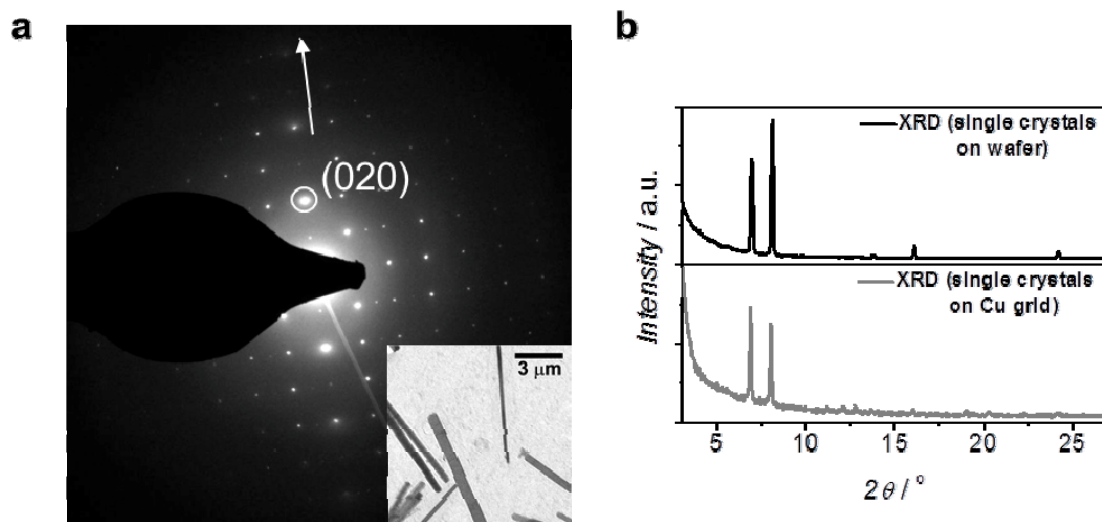 a
(020)
3 μm
b
XRD (single crystals
on wafer)
XRD (single crystals
on Cu grid)
Intensity / a.u.
5 10 15 20 25
2θ / °